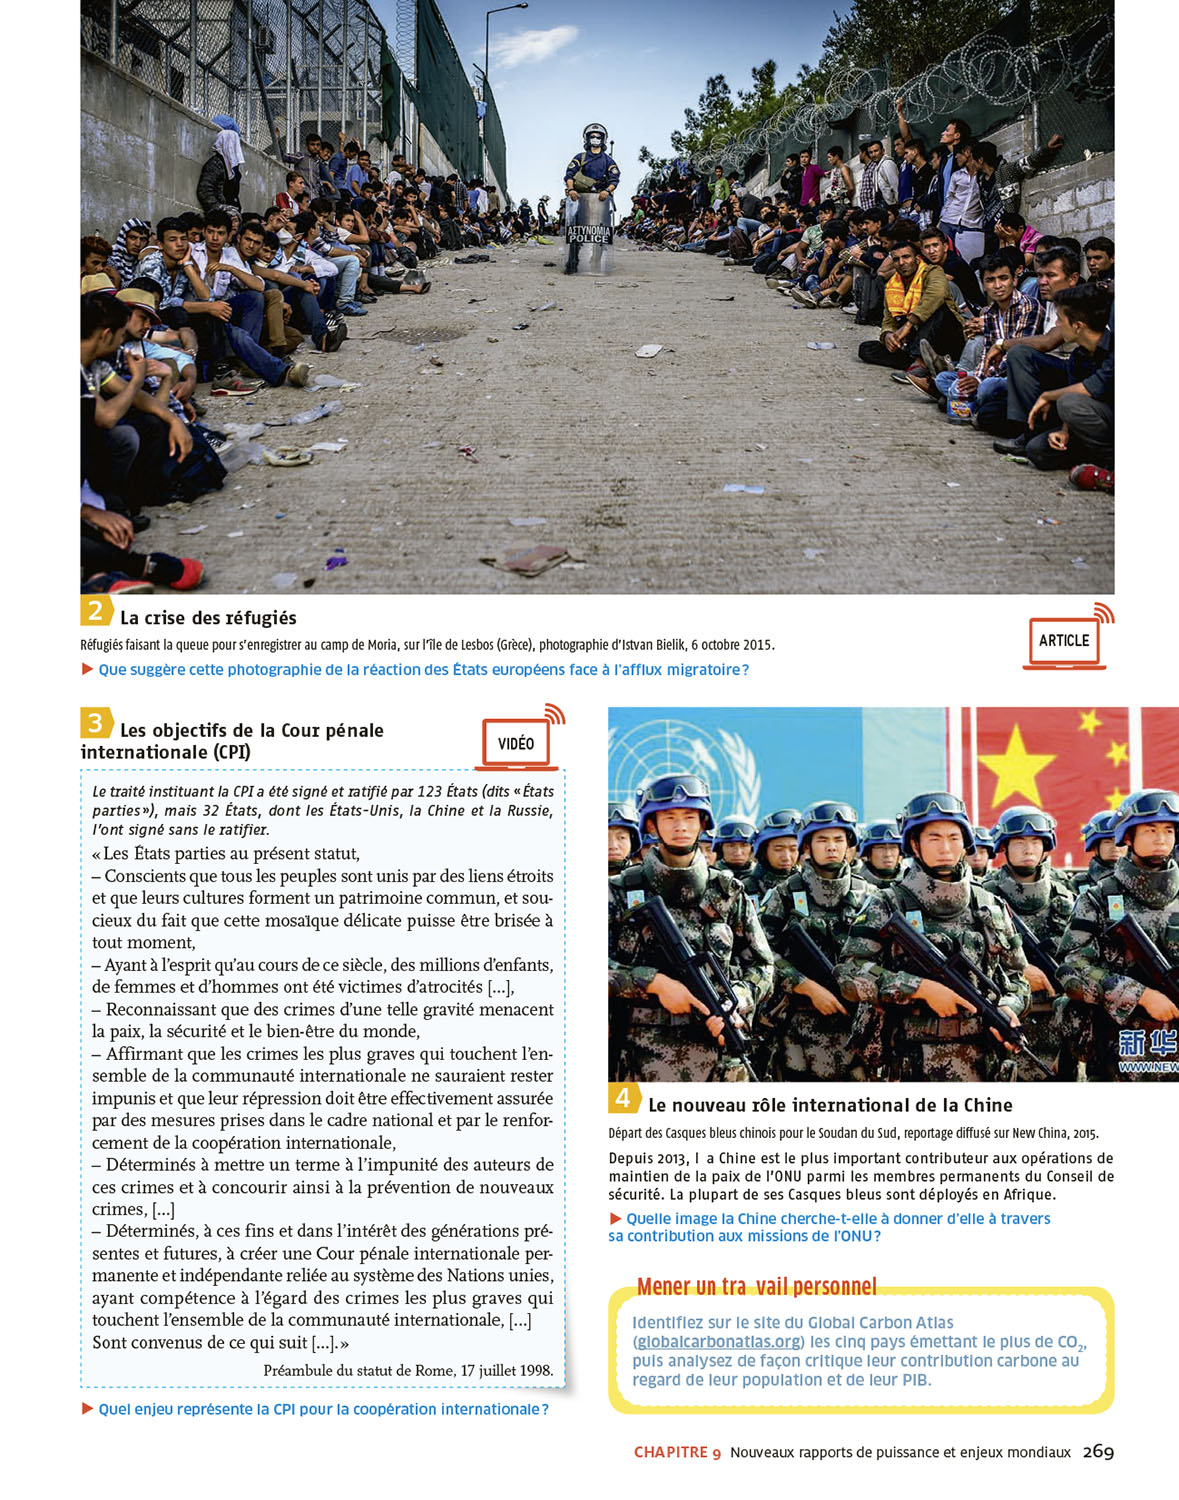 ΑΣΤΥΝΟΜΙΑ
POLICE
2 La crise des réfugiés
Réfugiés faisant la queue pour s'enregistrer au camp de Moria, sur l'île de Lesbos (Grèce), photographie d'Istvan Bielik, 6 octobre 2015.
▶ Que suggère cette photographie de la réaction des États européens face à l'afflux migratoire ?
ARTICLE
3 Les objectifs de la Cour pénale
internationale (CPI)
VIDÉO
Le traité instituant la CPI a été signé et ratifié par 123 États (dits « États
parties »), mais 32 États, dont les États-Unis, la Chine et la Russie,
l'ont signé sans le ratifier.
« Les États parties au présent statut,
– Conscients que tous les peuples sont unis par des liens étroits
et que leurs cultures forment un patrimoine commun, et sou-
cieux du fait que cette mosaïque délicate puisse être brisée à
tout moment,
– Ayant à l'esprit qu'au cours de ce siècle, des millions d'enfants,
de femmes et d'hommes ont été victimes d'atrocités [...],
– Reconnaissant que des crimes d'une telle gravité menacent
la paix, la sécurité et le bien-être du monde,
– Affirmant que les crimes les plus graves qui touchent l'en-
semble de la communauté internationale ne sauraient rester
impunis et que leur répression doit être effectivement assurée
par des mesures prises dans le cadre national et par le renfor-
cement de la coopération internationale,
– Déterminés à mettre un terme à l'impunité des auteurs de
ces crimes et à concourir ainsi à la prévention de nouveaux
crimes, [...]
– Déterminés, à ces fins et dans l'intérêt des générations pré-
sentes et futures, à créer une Cour pénale internationale per-
manente et indépendante reliée au système des Nations unies,
ayant compétence à l'égard des crimes les plus graves qui
touchent l'ensemble de la communauté internationale, [...]
Sont convenus de ce qui suit [...]. »
Préambule du statut de Rome, 17 juillet 1998.
▶ Quel enjeu représente la CPI pour la coopération internationale ?
新华
WWW.NEW
4 Le nouveau rôle international de la Chine
Départ des Casques bleus chinois pour le Soudan du Sud, reportage diffusé sur New China, 2015.
Depuis 2013, l a Chine est le plus important contributeur aux opérations de
maintien de la paix de l'ONU parmi les membres permanents du Conseil de
sécurité. La plupart de ses Casques bleus sont déployés en Afrique.
▶ Quelle image la Chine cherche-t-elle à donner d'elle à travers
sa contribution aux missions de l'ONU ?
Mener un tra vail personnel
Identifiez sur le site du Global Carbon Atlas
(globalcarbonatlas.org) les cinq pays émettant le plus de CO₂,
puis analysez de façon critique leur contribution carbone au
regard de leur population et de leur PIB.
CHAPITRE 9 Nouveaux rapports de puissance et enjeux mondiaux 269